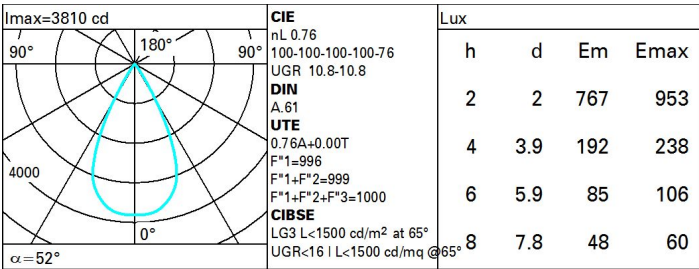 Imax=3810 cd
90° 180° 90°
4000
0°
α=52°
CIE
nL 0.76
100-100-100-100-76
UGR 10.8-10.8
DIN
A.61
UTE
0.76A+0.00T
F"1=996
F"1+F"2=999
F"1+F"2+F"3=1000
CIBSE
LG3 L<1500 cd/m² at 65°
UGR<16 | L<1500 cd/mq @65°
Lux
h d Em Emax
2 2 767 953
4 3.9 192 238
6 5.9 85 106
8 7.8 48 60